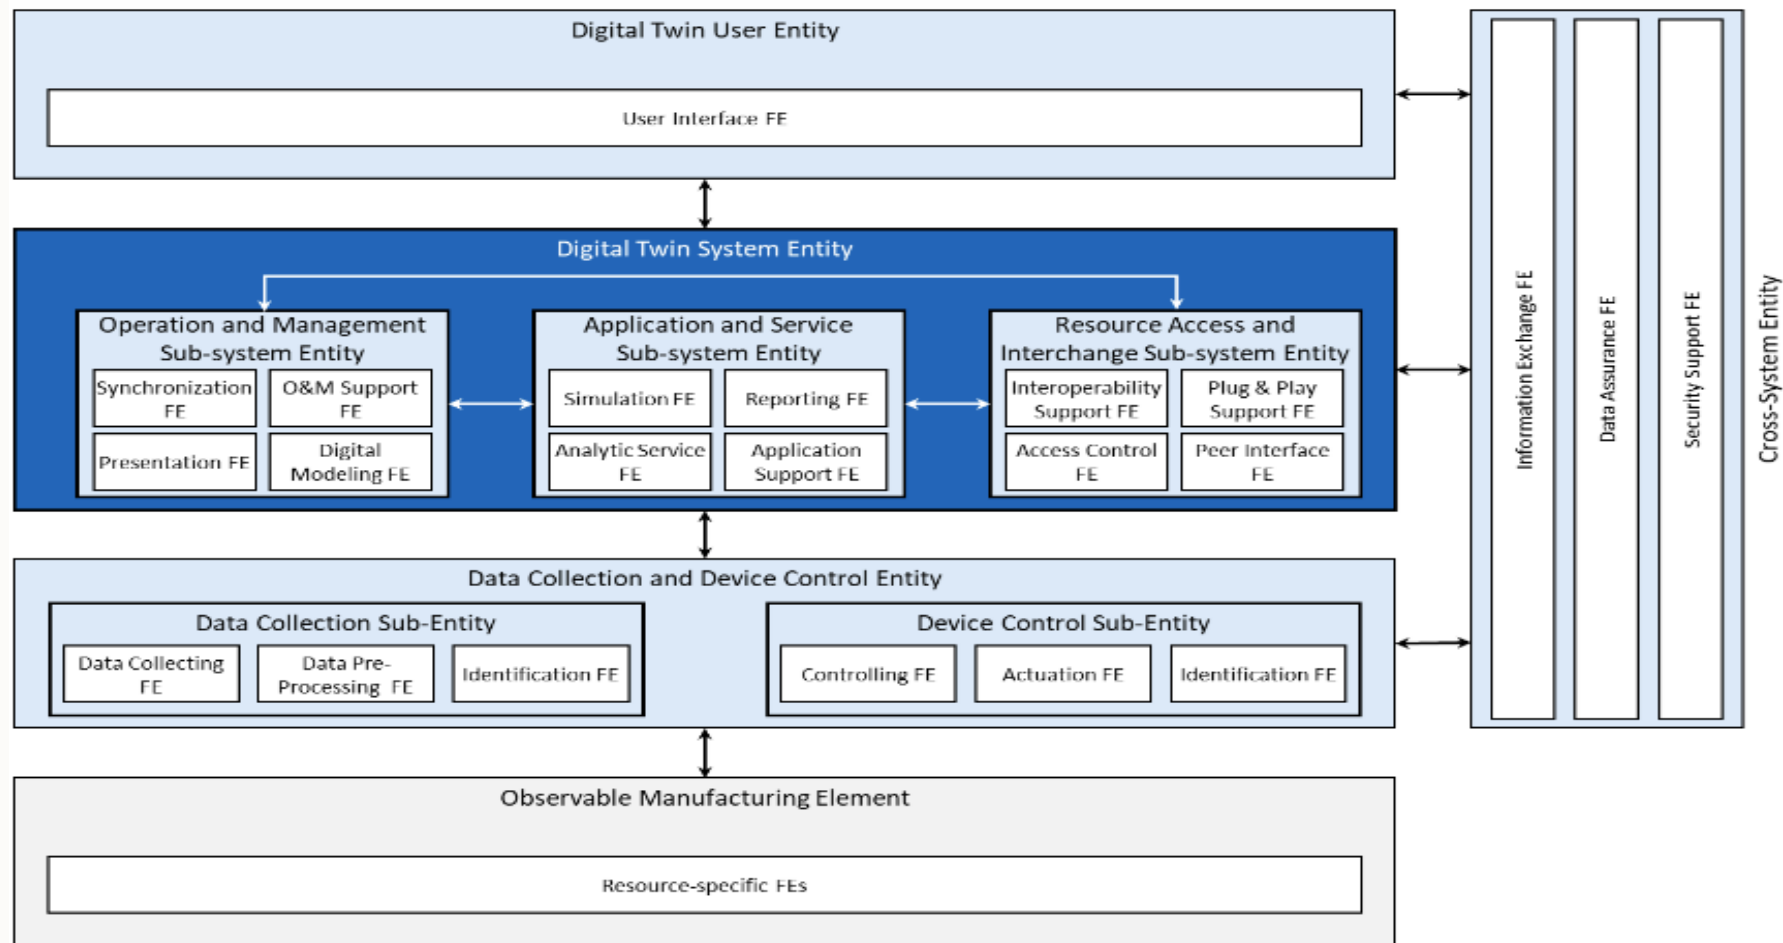 Digital Twin User Entity
User Interface FE
Digital Twin System Entity
Operation and Management
Sub-system Entity
Synchronization
FE
O&M Support
FE
Presentation FE
Digital
Modeling FE
Application and Service
Sub-system Entity
Simulation FE
Reporting FE
Analytic Service
FE
Application
Support FE
Resource Access and
Interchange Sub-system Entity
Interoperability
Support FE
Plug & Play
Support FE
Access Control
FE
Peer Interface
FE
Data Collection and Device Control Entity
Data Collection Sub-Entity
Data Collecting
FE
Data Pre-
Processing FE
Identification FE
Device Control Sub-Entity
Controlling FE
Actuation FE
Identification FE
Observable Manufacturing Element
Resource-specific FEs
Information Exchange FE
Data Assurance FE
Security Support FE
Cross-System Entity